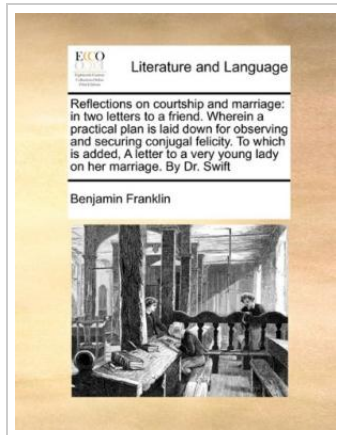 ECCO
Literature and Language
Reflections on courtship and marriage:
in two letters to a friend. Wherein a
practical plan is laid down for observing
and securing conjugal felicity. To which
is added, A letter to a very young lady
on her marriage. By Dr. Swift
Benjamin Franklin